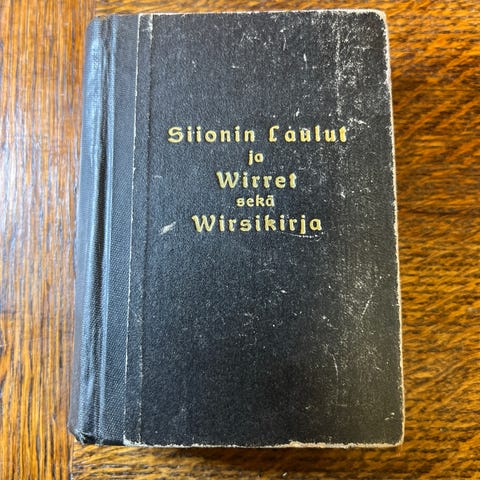 Siionin Laulut
ja
Wirret
sekä
Wirsikirja